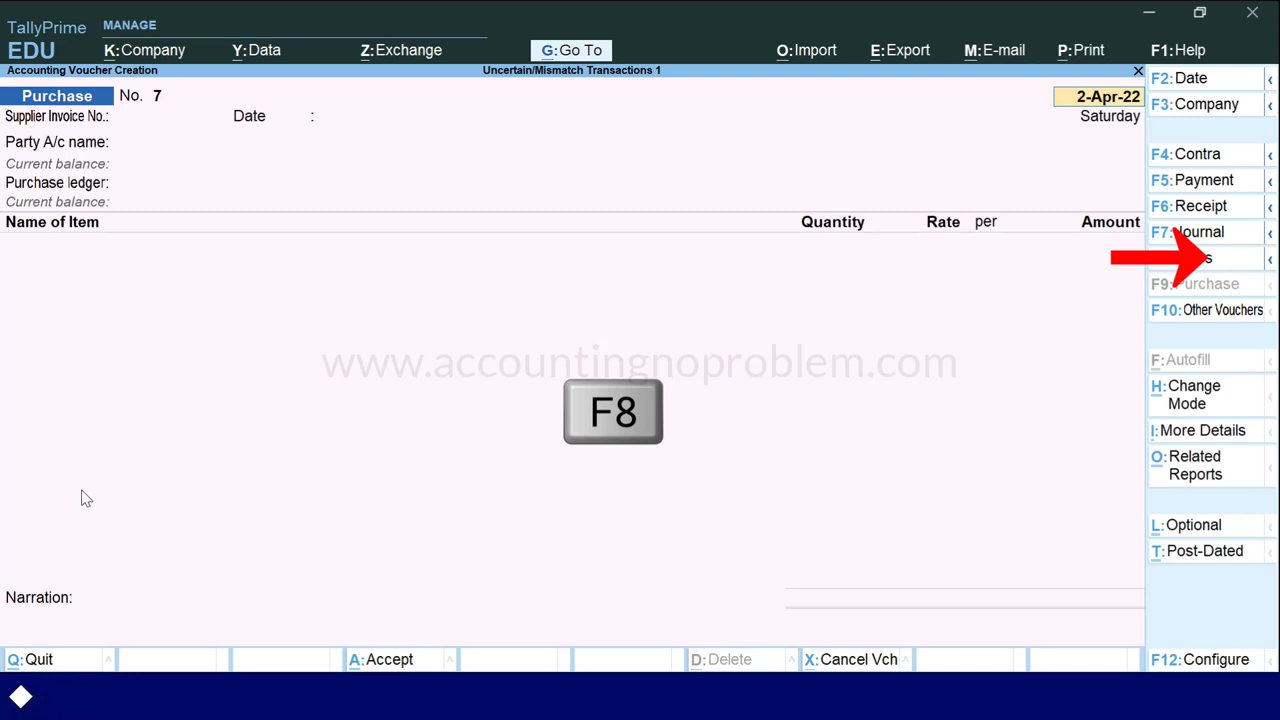 TallyPrime
EDU
MANAGE
K:Company Y:Data Z:Exchange G:Go To O:Import E:Export M:E-mail P:Print F1:Help
Accounting Voucher Creation Uncertain/Mismatch Transactions 1
Purchase No. 7 2-Apr-22
Supplier Invoice No.: Date : Saturday
Party A/c name:
Current balance:
Purchase ledger:
Current balance:
Name of Item Quantity Rate per Amount
www.accountingnoproblem.com
F8
Narration:
Q:Quit A:Accept D:Delete X:Cancel Vch F12:Configure
F2:Date
F3:Company
F4:Contra
F5:Payment
F6:Receipt
F7:Journal
F9:Purchase
F10:Other Vouchers
F:Autofill
H:Change
Mode
I:More Details
O:Related
Reports
L:Optional
T:Post-Dated